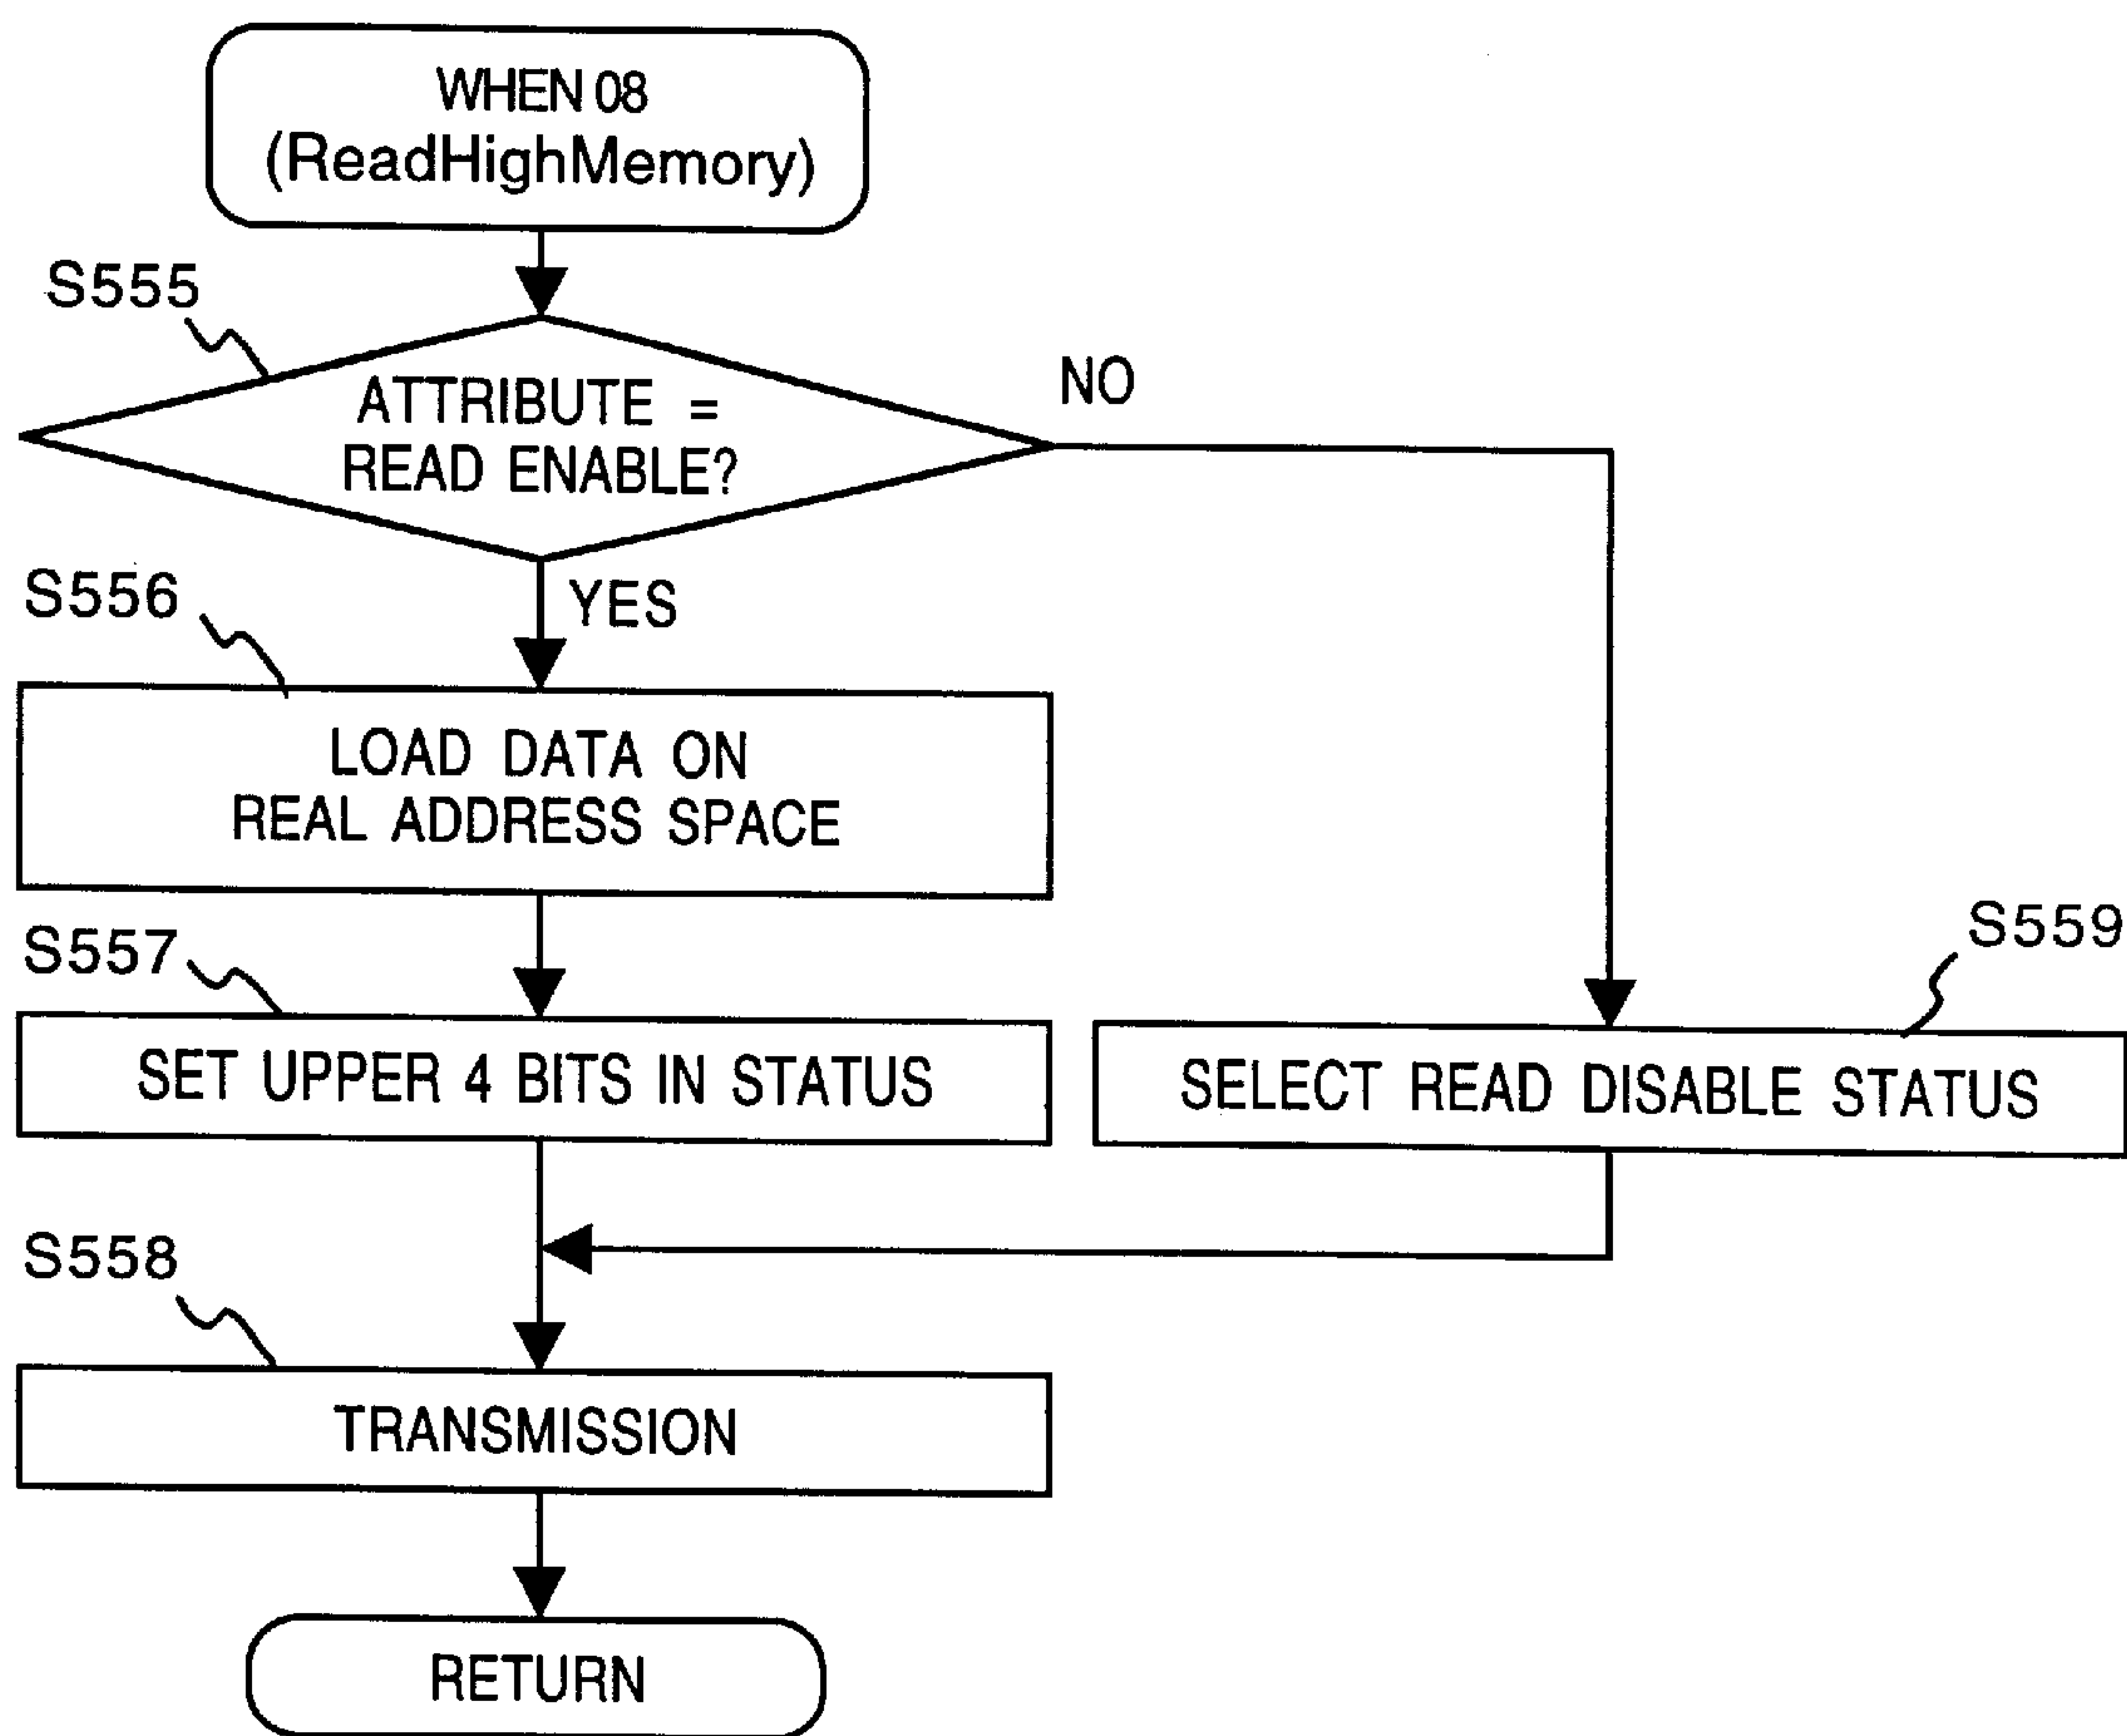 WHEN 08
(ReadHighMemory)
S555
ATTRIBUTE =
READ ENABLE?
NO
YES
S556
LOAD DATA ON
REAL ADDRESS SPACE
S557
SET UPPER 4 BITS IN STATUS
S559
SELECT READ DISABLE STATUS
S558
TRANSMISSION
RETURN